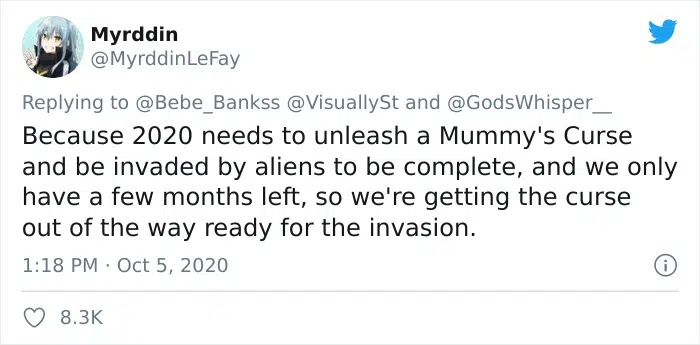 Myrddin
@MyrddinLeFay
Replying to @Bebe_Bankss @VisuallySt and @GodsWhisper__
Because 2020 needs to unleash a Mummy's Curse
and be invaded by aliens to be complete, and we only
have a few months left, so we're getting the curse
out of the way ready for the invasion.
1:18 PM · Oct 5, 2020
8.3K